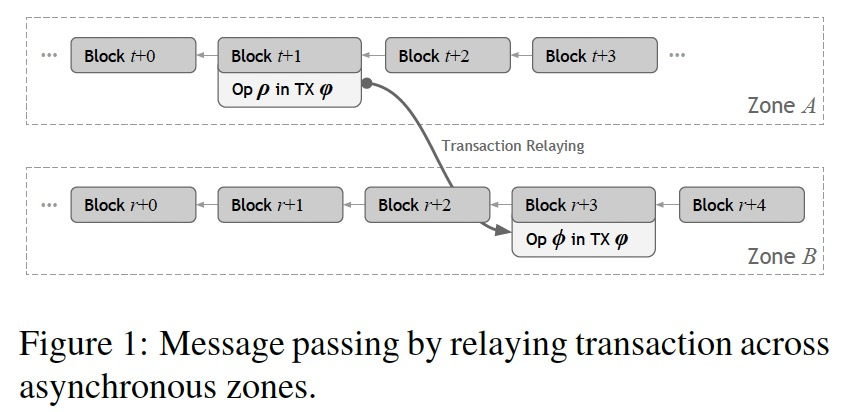 ··· Block t+0 Block t+1 Block t+2 Block t+3 ···
Op ρ in TX φ
Zone A
Transaction Relaying
··· Block r+0 Block r+1 Block r+2 Block r+3 Block r+4
Op ϕ in TX φ
Zone B
Figure 1: Message passing by relaying transaction across
asynchronous zones.